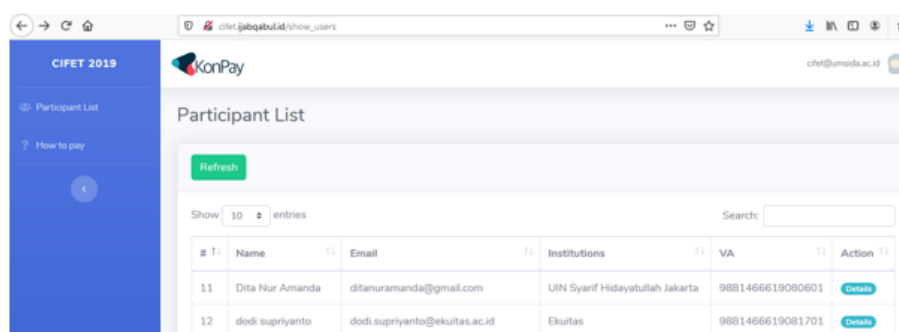 cifet.ijabqabul.id/show_users
CIFET 2019
KonPay
cifet@umsida.ac.id
Participant List
Participant List
? How to pay
Refresh
Show 10 entries
Search:
# Name Email Institutions VA Action
11 Dita Nur Amanda ditanuramanda@gmail.com UIN Syarif Hidayatullah Jakarta 9881466619080601 Details
12 dodi supriyanto dodi.supriyanto@ekuitas.ac.id Ekuitas 9881466619081701 Details